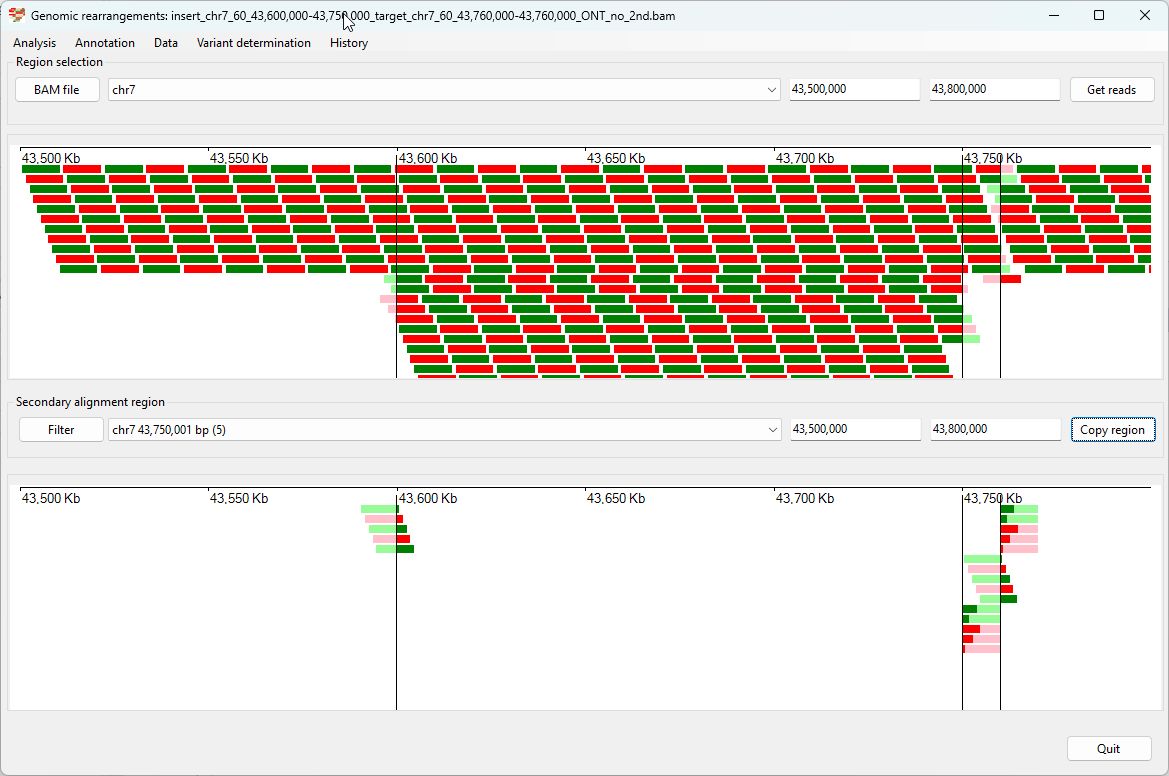 Genomic rearrangements: insert_chr7_60_43,600,000-43,750,000_target_chr7_60_43,760,000-43,760,000_ONT_no_2nd.bam
Analysis Annotation Data Variant determination History
Region selection
BAM file chr7 43,500,000 43,800,000 Get reads
43,500 Kb 43,550 Kb 43,600 Kb 43,650 Kb 43,700 Kb 43,750 Kb
Secondary alignment region
Filter chr7 43,750,001 bp (5) 43,500,000 43,800,000 Copy region
43,500 Kb 43,550 Kb 43,600 Kb 43,650 Kb 43,700 Kb 43,750 Kb
Quit